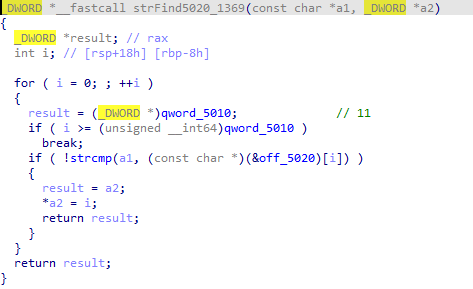 _DWORD *__fastcall strFind5020_1369(const char *a1, _DWORD *a2)
{
  _DWORD *result; // rax
  int i; // [rsp+18h] [rbp-8h]

  for ( i = 0; ; ++i )
  {
    result = (_DWORD *)qword_5010;              // 11
    if ( i >= (unsigned __int64)qword_5010 )
      break;
    if ( !strcmp(a1, (const char *)(&off_5020)[i]) )
    {
      result = a2;
      *a2 = i;
      return result;
    }
  }
  return result;
}